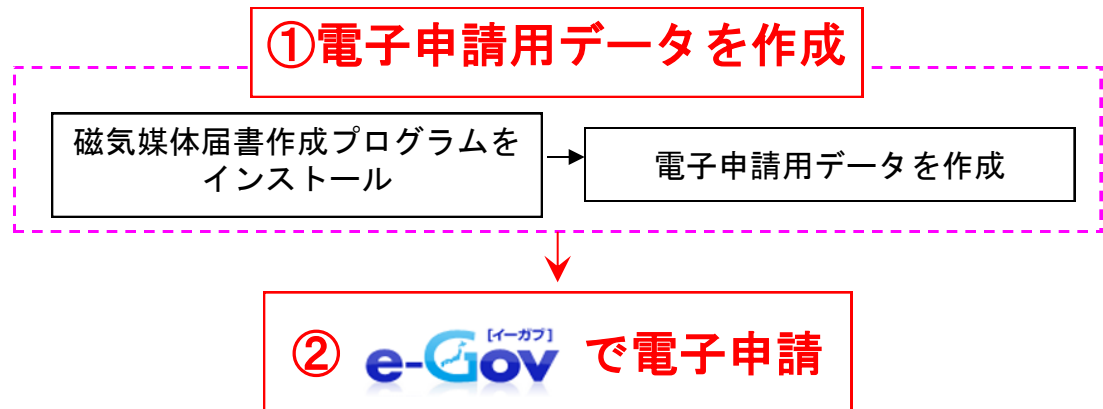 ①電子申請用データを作成
磁気媒体届書作成プログラムを
インストール
電子申請用データを作成
② e-Gov [イーガブ] で電子申請